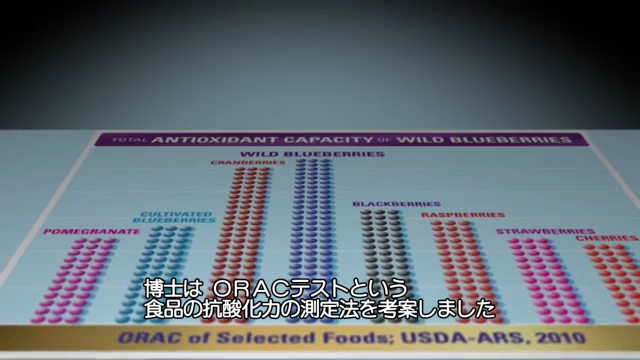 TOTAL ANTIOXIDANT CAPACITY OF WILD BLUEBERRIES
WILD BLUEBERRIES
CRANBERRIES
BLACKBERRIES
CULTIVATED
BLUEBERRIES
RASPBERRIES
POMEGRANATE
STRAWBERRIES
CHERRIES
博士は ORACテストという
食品の抗酸化力の測定法を考案しました
ORAC of Selected Foods; USDA-ARS, 2010